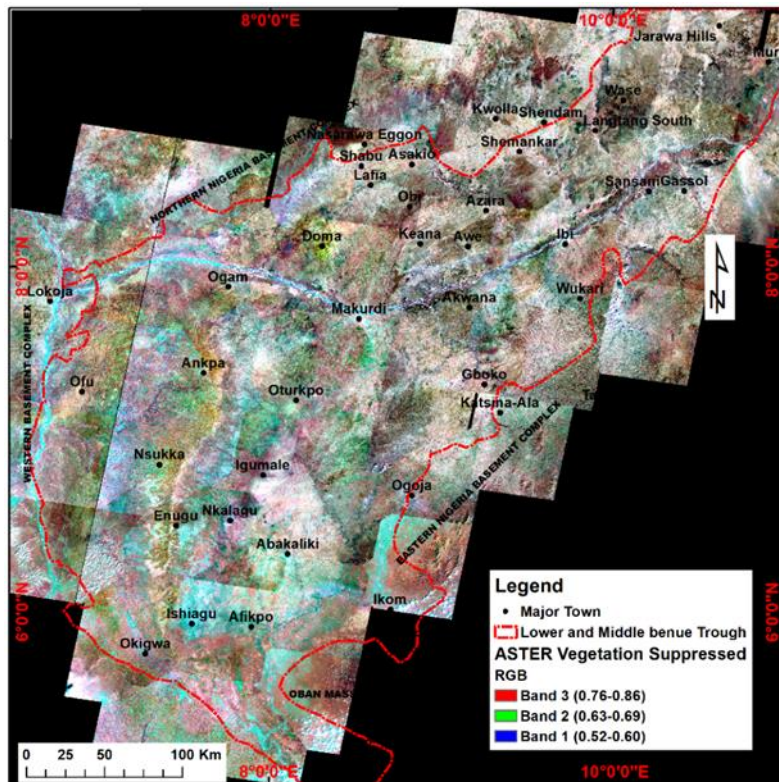 8°0'0"E
10°0'0"E
Jarawa Hills
Mur
Wase
Kwolla
Shendam
Langtang South
NORTHERN NIGERIA BASEMENT COMPLEX
Nasarawa Eggon
Shabu
Asakio
Shemankar
Lafia
Obi
Azara
Sansani
Gassol
Doma
Keana
Awe
Ibi
8°0'0"N
8°0'0"N
Ogam
Lokoja
Makurdi
Akwana
Wukari
N
WESTERN BASEMENT COMPLEX
Ankpa
Ofu
Oturkpo
Gboko
Katsina-Ala
Ta
Nsukka
Igumale
Ogoja
EASTERN NIGERIA BASEMENT COMPLEX
Enugu
Nkalagu
Abakaliki
6°0'0"N
6°0'0"N
Ikom
Ishiagu
Afikpo
Okigwa
OBAN MASS
Legend
Major Town
Lower and Middle benue Trough
ASTER Vegetation Suppressed
RGB
Band 3 (0.76-0.86)
Band 2 (0.63-0.69)
Band 1 (0.52-0.60)
0 25 50 100 Km
8°0'0"E
10°0'0"E